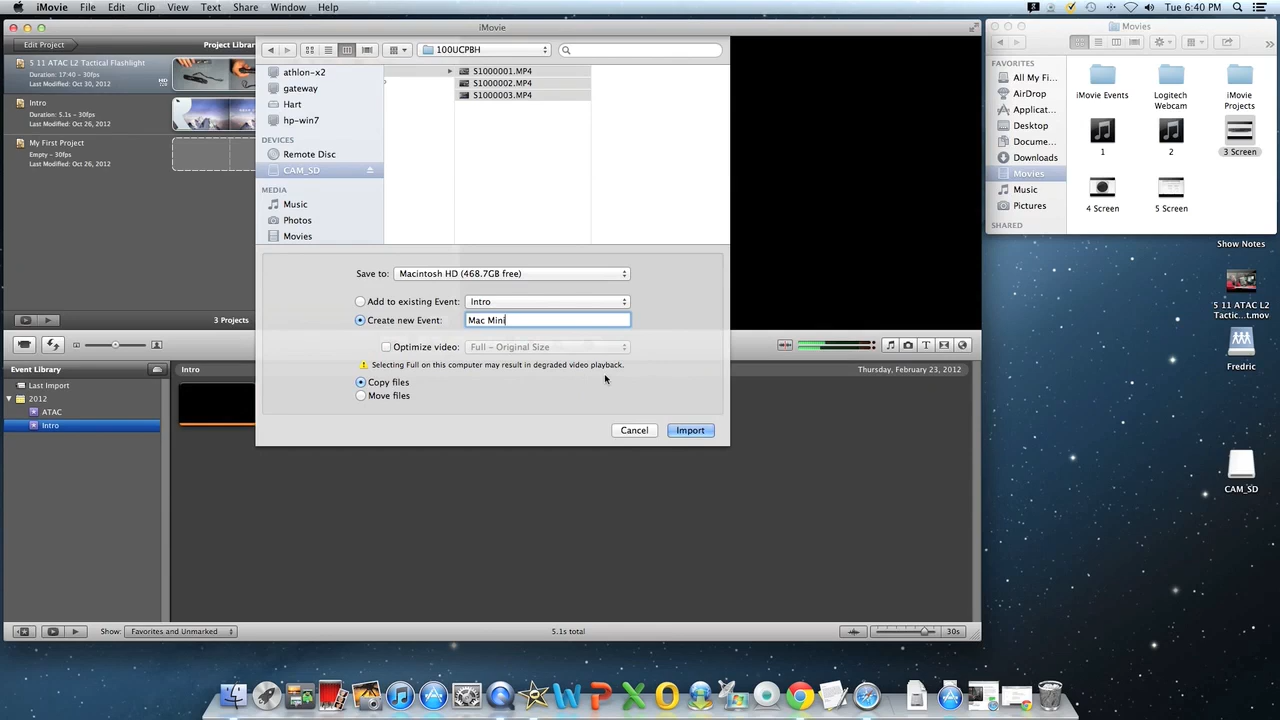 iMovie File Edit Clip View Text Share Window Help
Tue 6:40 PM
iMovie
Edit Project
Project Librar
5 11 ATAC L2 Tactical Flashlight
Duration: 17:40 – 30fps
Last Modified: Oct 30, 2012
HD
Intro
Duration: 5.1s – 30fps
Last Modified: Oct 26, 2012
My First Project
Empty – 30fps
Last Modified: Oct 26, 2012
3 Projects
100UCPBH
athlon-x2
gateway
Hart
hp-win7
DEVICES
Remote Disc
CAM_SD
MEDIA
Music
Photos
Movies
S1000001.MP4
S1000002.MP4
S1000003.MP4
Save to: Macintosh HD (468.7GB free)
Add to existing Event: Intro
Create new Event: Mac Mini
Optimize video: Full – Original Size
Selecting Full on this computer may result in degraded video playback.
Copy files
Move files
Cancel Import
Event Library
Last Import
2012
ATAC
Intro
Intro
Thursday, February 23, 2012
Show: Favorites and Unmarked
5.1s total
30s
Movies
FAVORITES
All My Fi...
AirDrop
Applicat...
Desktop
Docume...
Downloads
Movies
Music
Pictures
SHARED
iMovie Events
Logitech
Webcam
iMovie
Projects
1
2
3 Screen
4 Screen
5 Screen
Show Notes
5 11 ATAC L2
Tactic...t.mov
Fredric
CAM_SD